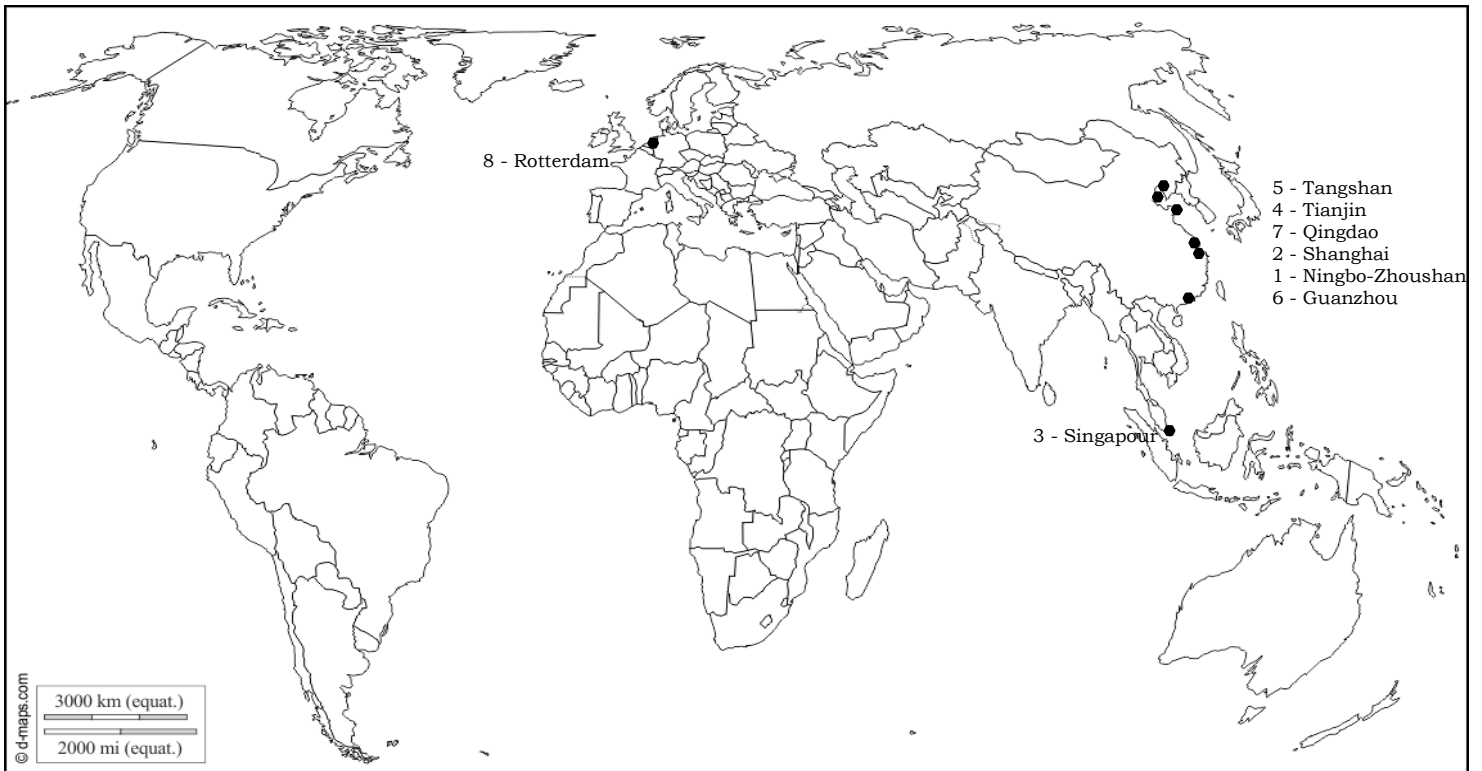 8 - Rotterdam
5 - Tangshan
4 - Tianjin
7 - Qingdao
2 - Shanghai
1 - Ningbo-Zhoushan
6 - Guanzhou
3 - Singapour
© d-maps.com
3000 km (equat.)
2000 mi (equat.)